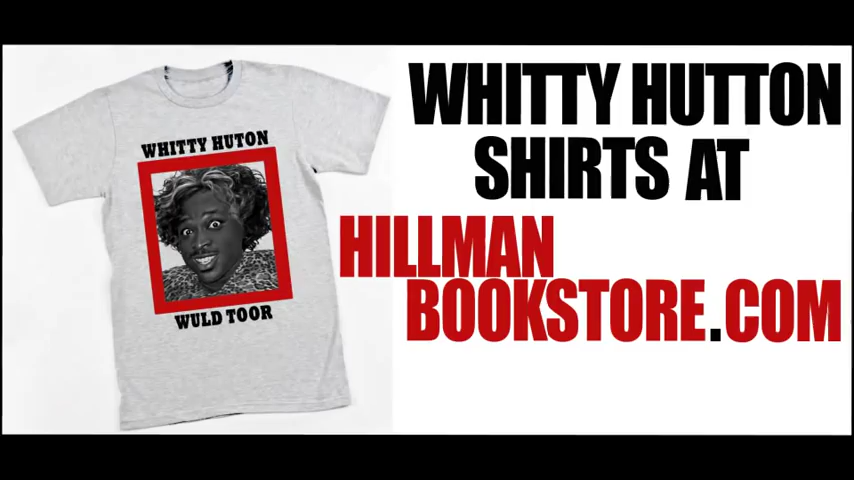 WHITTY HUTON
WULD TOOR
WHITTY HUTTON
SHIRTS AT
HILLMAN
BOOKSTORE.COM